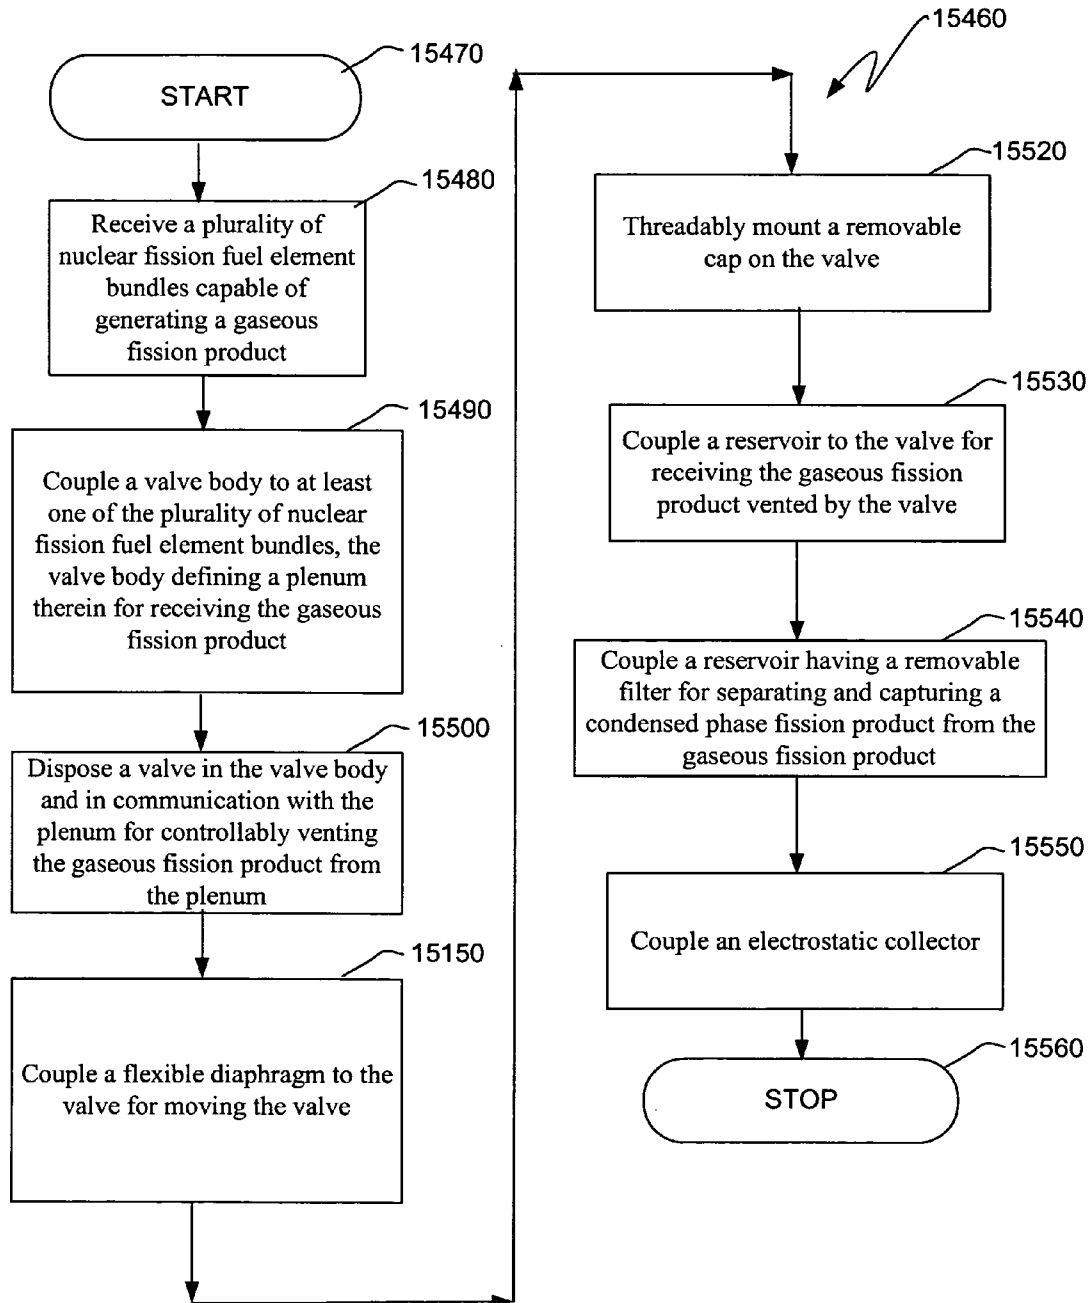 15460
15470
START
15480
Receive a plurality of
nuclear fission fuel element
bundles capable of
generating a gaseous
fission product
15490
Couple a valve body to at least
one of the plurality of nuclear
fission fuel element bundles, the
valve body defining a plenum
therein for receiving the gaseous
fission product
15500
Dispose a valve in the valve body
and in communication with the
plenum for controllably venting
the gaseous fission product from
the plenum
15150
Couple a flexible diaphragm to the
valve for moving the valve
15520
Threadably mount a removable
cap on the valve
15530
Couple a reservoir to the valve for
receiving the gaseous fission
product vented by the valve
15540
Couple a reservoir having a removable
filter for separating and capturing a
condensed phase fission product from the
gaseous fission product
15550
Couple an electrostatic collector
15560
STOP